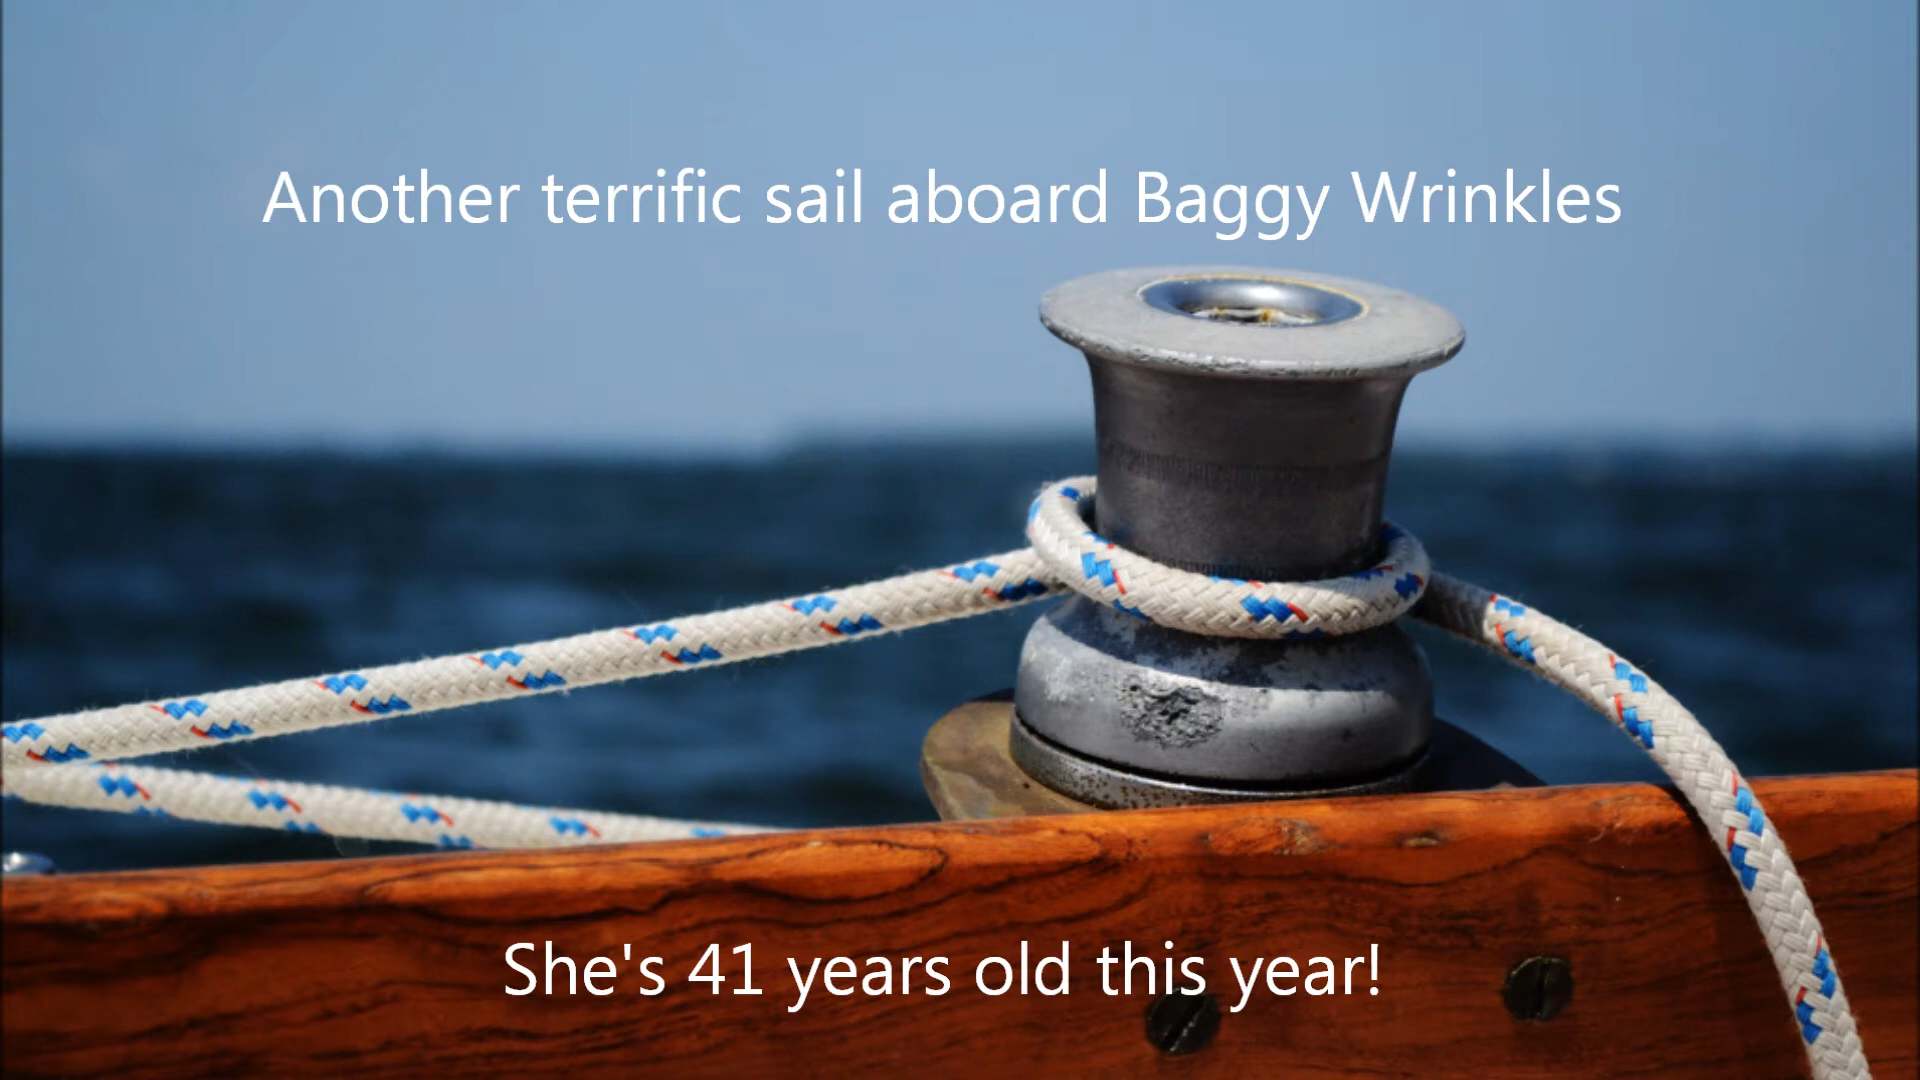 Another terrific sail aboard Baggy Wrinkles
She's 41 years old this year!